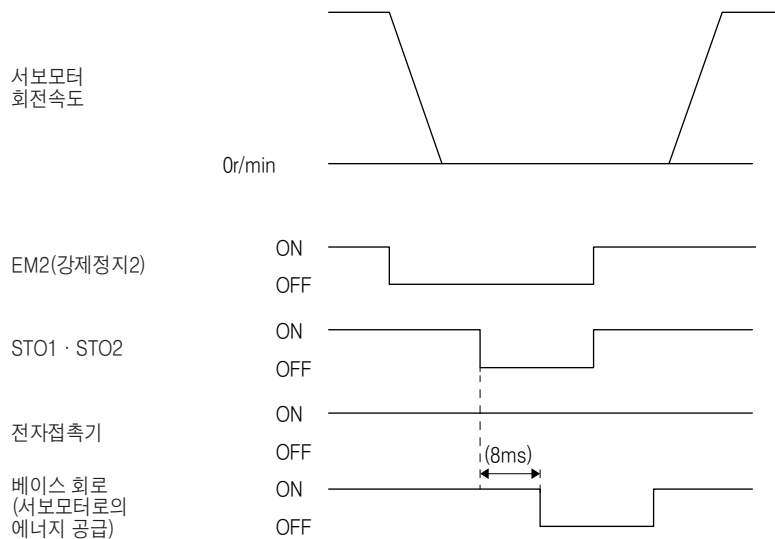 서보모터
회전속도
0r/min
EM2(강제정지2)
ON
OFF
STO1 · STO2
ON
OFF
전자접촉기
ON
OFF
(8ms)
베이스 회로
(서보모터로의
에너지 공급)
ON
OFF